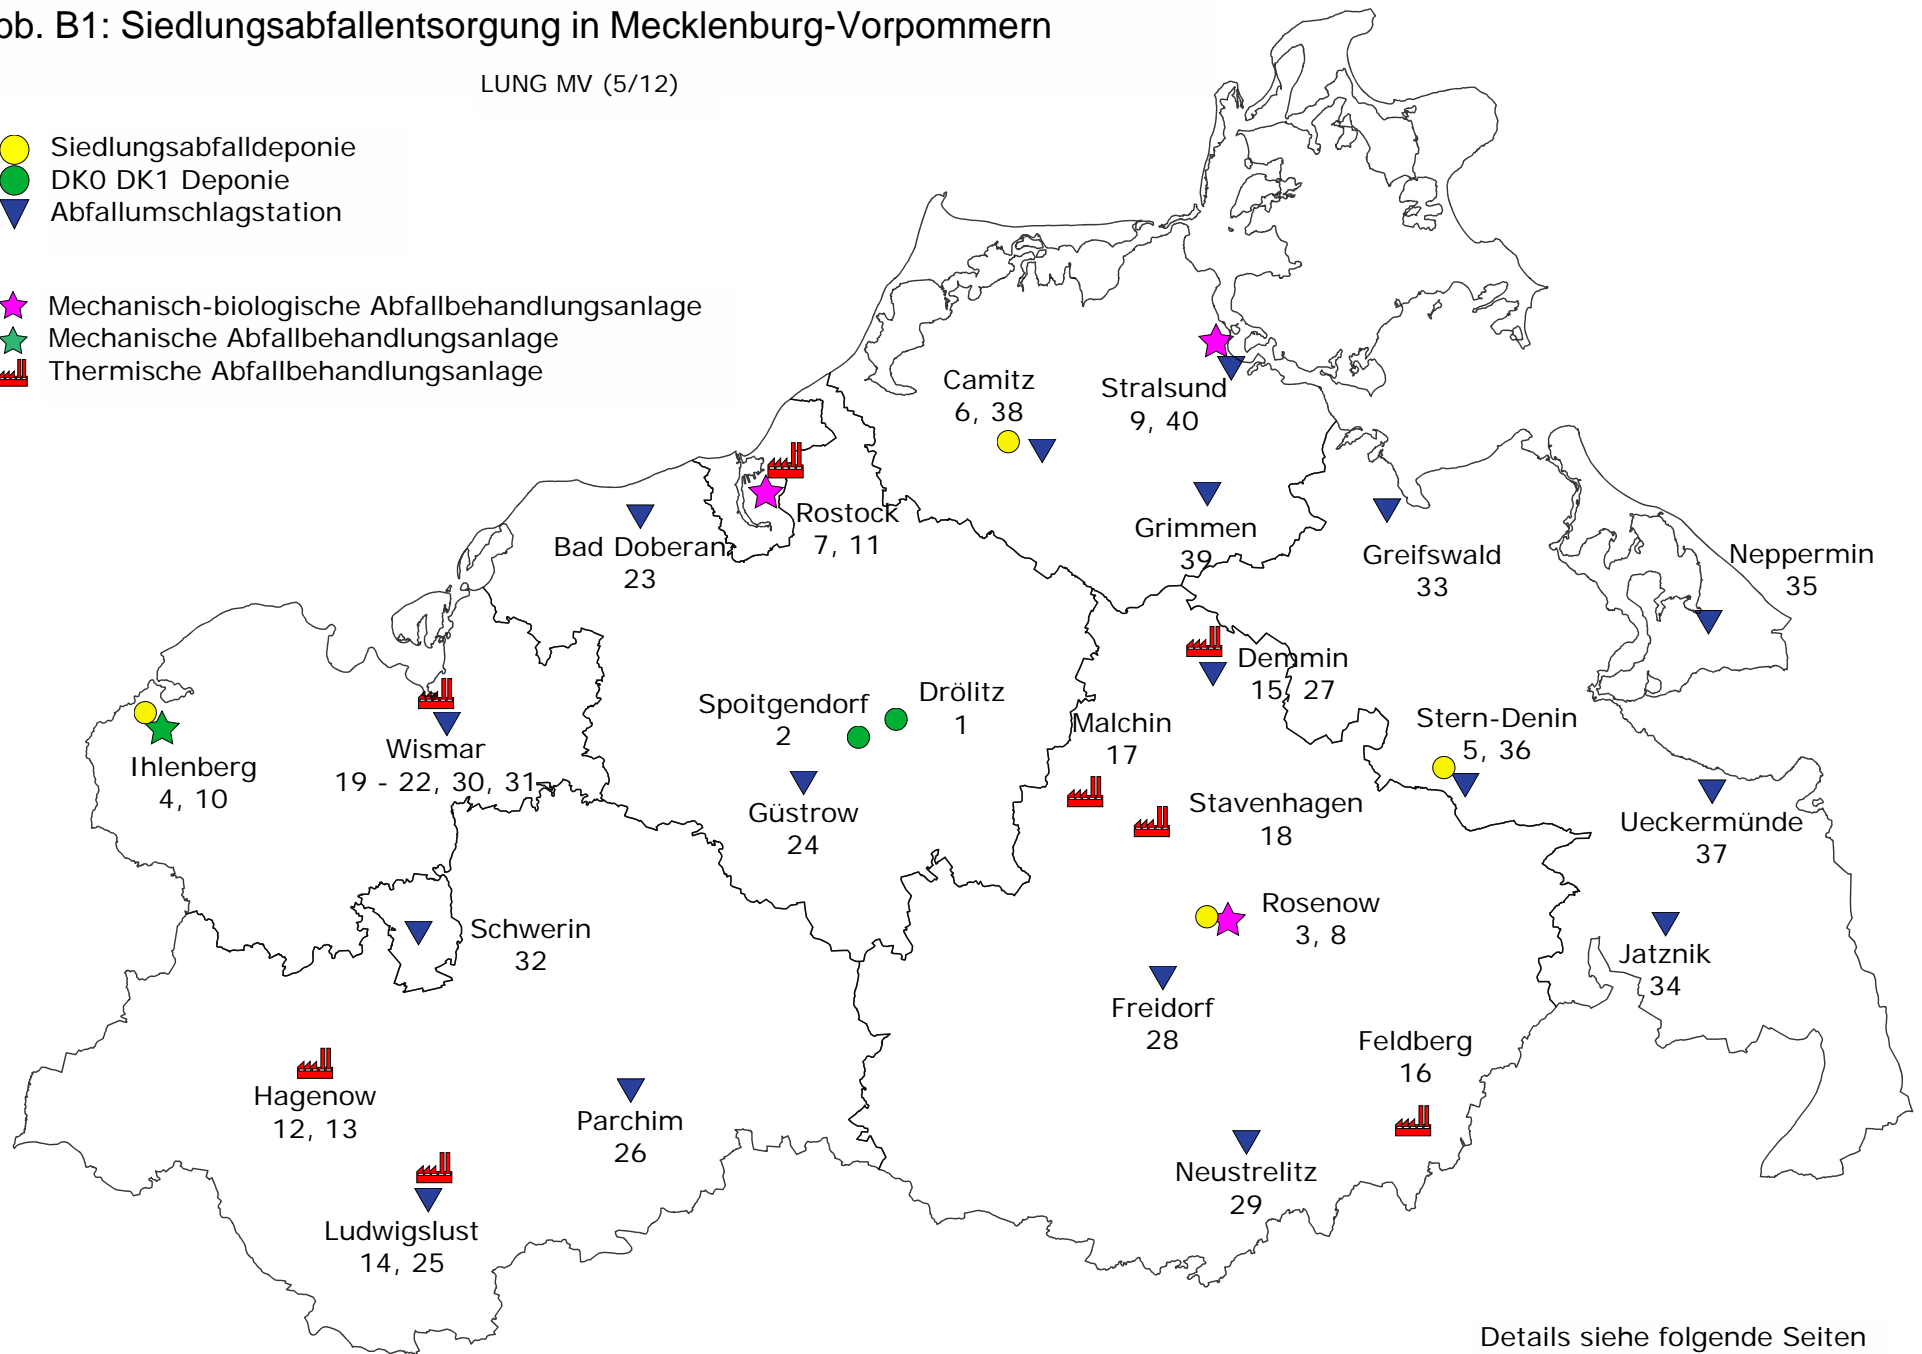 bb. B1: Siedlungsabfallentsorgung in Mecklenburg-Vorpommern
LUNG MV (5/12)
Siedlungsabfalldeponie
DK0 DK1 Deponie
Abfallumschlagstation
Mechanisch-biologische Abfallbehandlungsanlage
Mechanische Abfallbehandlungsanlage
Thermische Abfallbehandlungsanlage
Camitz
6, 38
Stralsund
9, 40
Rostock
7, 11
Bad Doberan
23
Grimmen
39
Greifswald
33
Neppermin
35
Demmin
15, 27
Spoitgendorf
2
Drölitz
1
Malchin
17
Stern-Denin
5, 36
Ihlenberg
4, 10
Wismar
19 - 22, 30, 31
Güstrow
24
Stavenhagen
18
Ueckermünde
37
Schwerin
32
Rosenow
3, 8
Jatznik
34
Freidorf
28
Feldberg
16
Hagenow
12, 13
Parchim
26
Neustrelitz
29
Ludwigslust
14, 25
Details siehe folgende Seiten